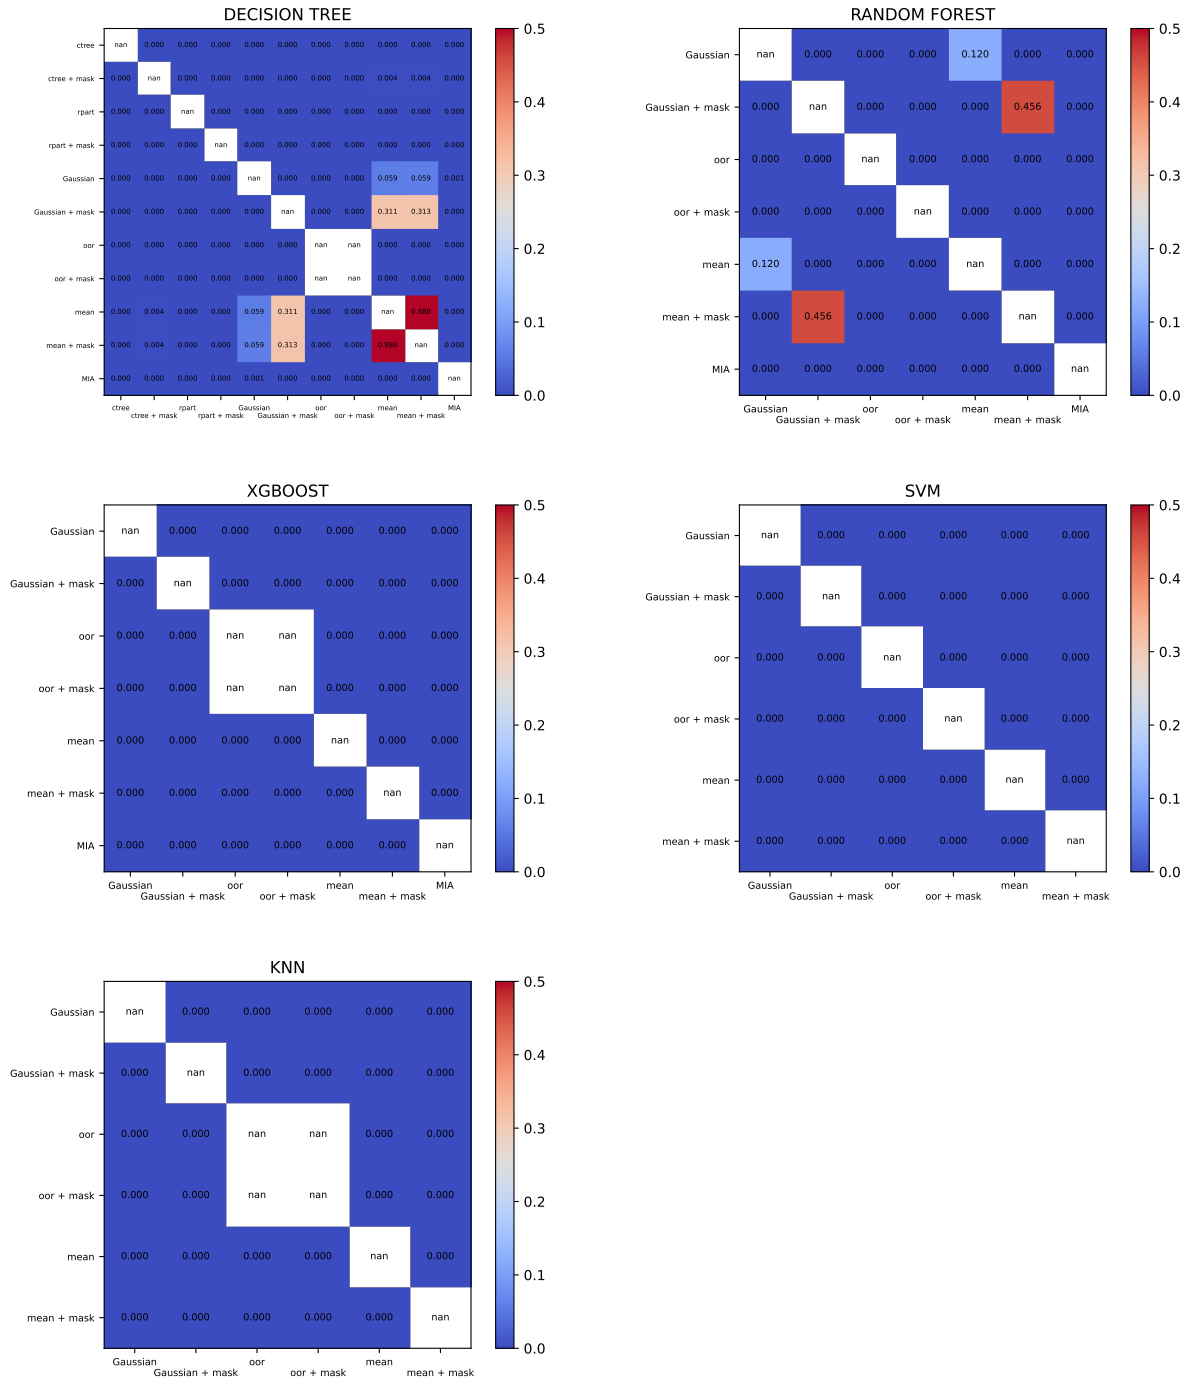 DECISION TREE
ctree nan 0.000 0.000 0.000 0.000 0.000 0.000 0.000 0.000 0.000 0.000
ctree + mask 0.000 nan 0.000 0.000 0.000 0.000 0.000 0.000 0.004 0.004 0.000
rpart 0.000 0.000 nan 0.000 0.000 0.000 0.000 0.000 0.000 0.000 0.000
rpart + mask 0.000 0.000 0.000 nan 0.000 0.000 0.000 0.000 0.000 0.000 0.000
Gaussian 0.000 0.000 0.000 0.000 nan 0.000 0.000 0.000 0.059 0.059 0.001
Gaussian + mask 0.000 0.000 0.000 0.000 0.000 nan 0.000 0.000 0.311 0.313 0.000
oor 0.000 0.000 0.000 0.000 0.000 0.000 nan nan 0.000 0.000 0.000
oor + mask 0.000 0.000 0.000 0.000 0.000 0.000 nan nan 0.000 0.000 0.000
mean 0.000 0.004 0.000 0.000 0.059 0.311 0.000 0.000 nan 0.888 0.000
mean + mask 0.000 0.004 0.000 0.000 0.059 0.313 0.000 0.000 0.888 nan 0.000
MIA 0.000 0.000 0.000 0.000 0.001 0.000 0.000 0.000 0.000 0.000 nan
ctree rpart Gaussian oor mean MIA
ctree + mask rpart + mask Gaussian + mask oor + mask mean + mask
0.5
0.4
0.3
0.2
0.1
0.0
RANDOM FOREST
Gaussian nan 0.000 0.000 0.000 0.120 0.000 0.000
Gaussian + mask 0.000 nan 0.000 0.000 0.000 0.456 0.000
oor 0.000 0.000 nan 0.000 0.000 0.000 0.000
oor + mask 0.000 0.000 0.000 nan 0.000 0.000 0.000
mean 0.120 0.000 0.000 0.000 nan 0.000 0.000
mean + mask 0.000 0.456 0.000 0.000 0.000 nan 0.000
MIA 0.000 0.000 0.000 0.000 0.000 0.000 nan
Gaussian oor mean MIA
Gaussian + mask oor + mask mean + mask
0.5
0.4
0.3
0.2
0.1
0.0
XGBOOST
Gaussian nan 0.000 0.000 0.000 0.000 0.000 0.000
Gaussian + mask 0.000 nan 0.000 0.000 0.000 0.000 0.000
oor 0.000 0.000 nan nan 0.000 0.000 0.000
oor + mask 0.000 0.000 nan nan 0.000 0.000 0.000
mean 0.000 0.000 0.000 0.000 nan 0.000 0.000
mean + mask 0.000 0.000 0.000 0.000 0.000 nan 0.000
MIA 0.000 0.000 0.000 0.000 0.000 0.000 nan
Gaussian oor mean MIA
Gaussian + mask oor + mask mean + mask
0.5
0.4
0.3
0.2
0.1
0.0
SVM
Gaussian nan 0.000 0.000 0.000 0.000 0.000
Gaussian + mask 0.000 nan 0.000 0.000 0.000 0.000
oor 0.000 0.000 nan 0.000 0.000 0.000
oor + mask 0.000 0.000 0.000 nan 0.000 0.000
mean 0.000 0.000 0.000 0.000 nan 0.000
mean + mask 0.000 0.000 0.000 0.000 0.000 nan
Gaussian oor mean
Gaussian + mask oor + mask mean + mask
0.5
0.4
0.3
0.2
0.1
0.0
KNN
Gaussian nan 0.000 0.000 0.000 0.000 0.000
Gaussian + mask 0.000 nan 0.000 0.000 0.000 0.000
oor 0.000 0.000 nan nan 0.000 0.000
oor + mask 0.000 0.000 nan nan 0.000 0.000
mean 0.000 0.000 0.000 0.000 nan 0.000
mean + mask 0.000 0.000 0.000 0.000 0.000 nan
Gaussian oor mean
Gaussian + mask oor + mask mean + mask
0.5
0.4
0.3
0.2
0.1
0.0